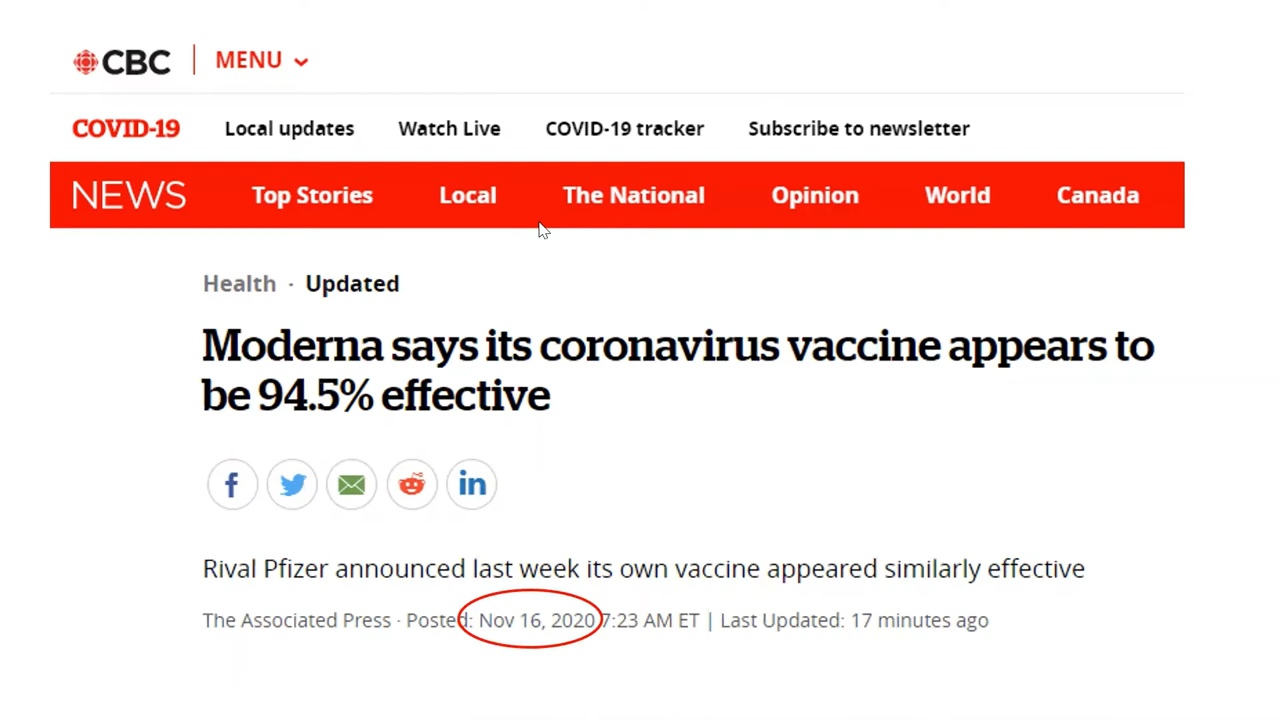 CBC MENU
COVID-19 Local updates Watch Live COVID-19 tracker Subscribe to newsletter
NEWS Top Stories Local The National Opinion World Canada
Health · Updated
Moderna says its coronavirus vaccine appears to
be 94.5% effective
Rival Pfizer announced last week its own vaccine appeared similarly effective
The Associated Press · Posted: Nov 16, 2020 7:23 AM ET | Last Updated: 17 minutes ago